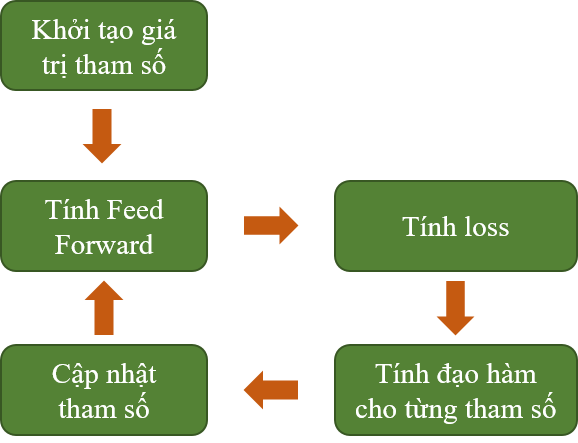 Khởi tạo giá
trị tham số
Tính Feed
Forward
Tính loss
Cập nhật
tham số
Tính đạo hàm
cho từng tham số